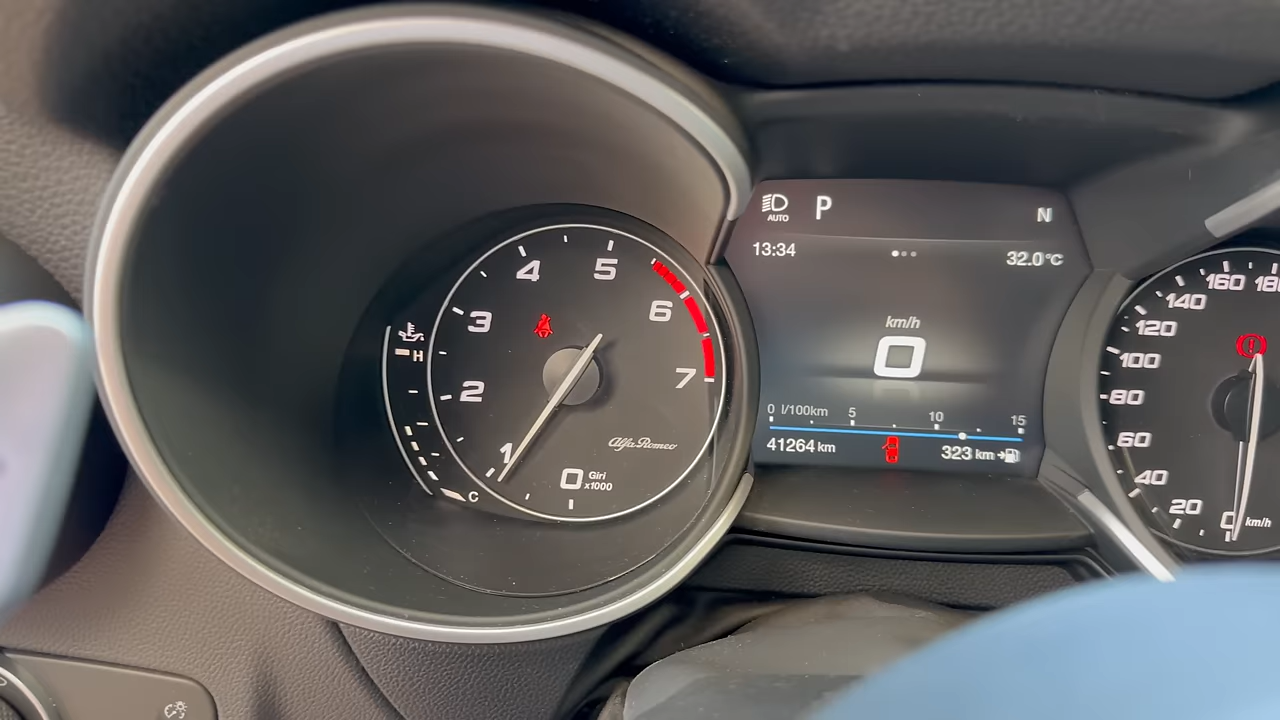 AUTO
P
N
13:34
32.0°C
km/h
0
0 l/100km 5 10 15
41264 km
323 km
0
1
2
3
4
5
6
7
Giri
x1000
Alfa Romeo
H
C
0
20
40
60
80
100
120
140
160
km/h